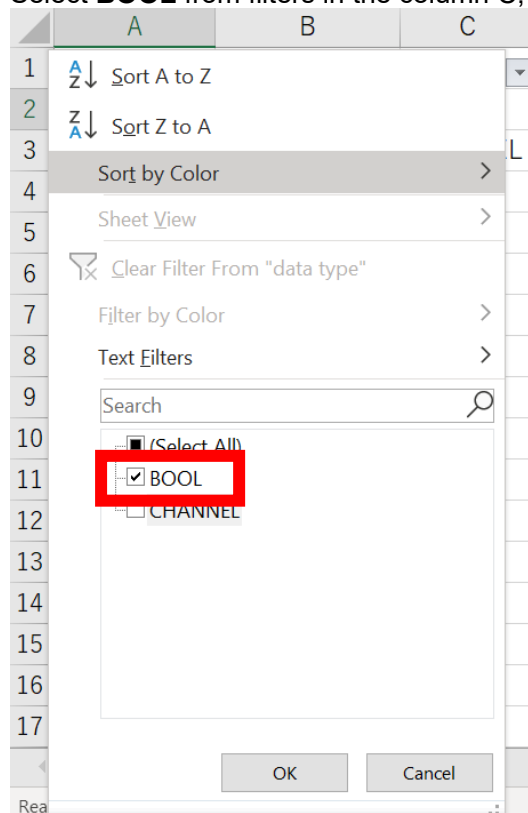 Select BOOL from filters in the column C,
A B C
1 Sort A to Z
2 Sort Z to A
3 L
Sort by Color
4
5 Sheet View
6 Clear Filter From "data type"
7 Filter by Color
8 Text Filters
9 Search
10 (Select All)
11 BOOL
12 CHANNEL
13
14
15
16
17
OK Cancel
Rea